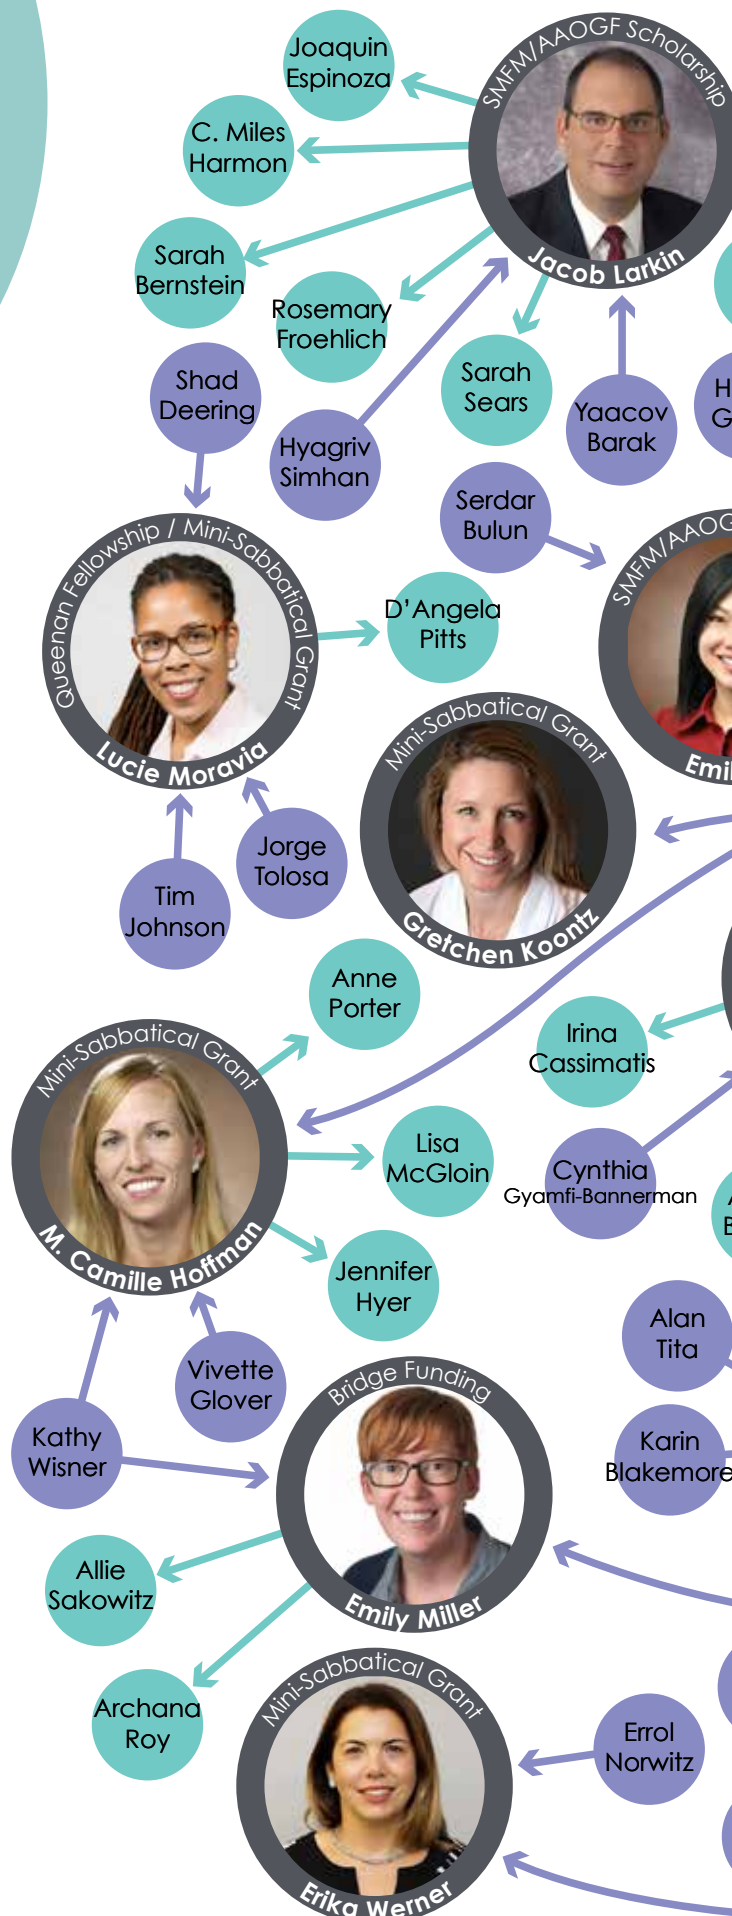 Joaquin
Espinoza
SMFM/AAOGF Scholarship
Jacob Larkin
C. Miles
Harmon
Sarah
Bernstein
Rosemary
Froehlich
Sarah
Sears
Shad
Deering
Hyagriv
Simhan
Yaacov
Barak
H
G
Serdar
Bulun
Queenan Fellowship / Mini-Sabbatical Grant
Lucie Moravia
D'Angela
Pitts
SMFM/AAOG
Emil
Mini-Sabbatical Grant
Gretchen Koontz
Jorge
Tolosa
Tim
Johnson
Anne
Porter
Irina
Cassimatis
Mini-Sabbatical Grant
M. Camille Hoffman
Lisa
McGloin
Cynthia
Gyamfi-Bannerman
Jennifer
Hyer
Alan
Tita
Vivette
Glover
Kathy
Wisner
Bridge Funding
Emily Miller
Karin
Blakemore
Allie
Sakowitz
Archana
Roy
Mini-Sabbatical Grant
Erika Werner
Errol
Norwitz